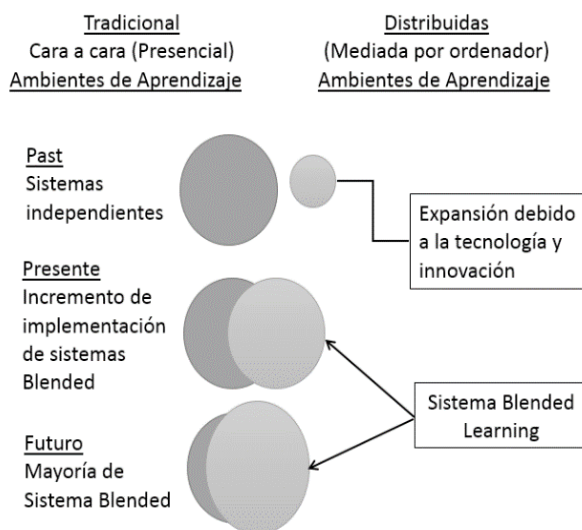 Tradicional
Cara a cara (Presencial)
Ambientes de Aprendizaje
Distribuidas
(Mediada por ordenador)
Ambientes de Aprendizaje
Past
Sistemas
independientes
Expansión debido
a la tecnología y
innovación
Presente
Incremento de
implementación
de sistemas
Blended
Sistema Blended
Learning
Futuro
Mayoría de
Sistema Blended